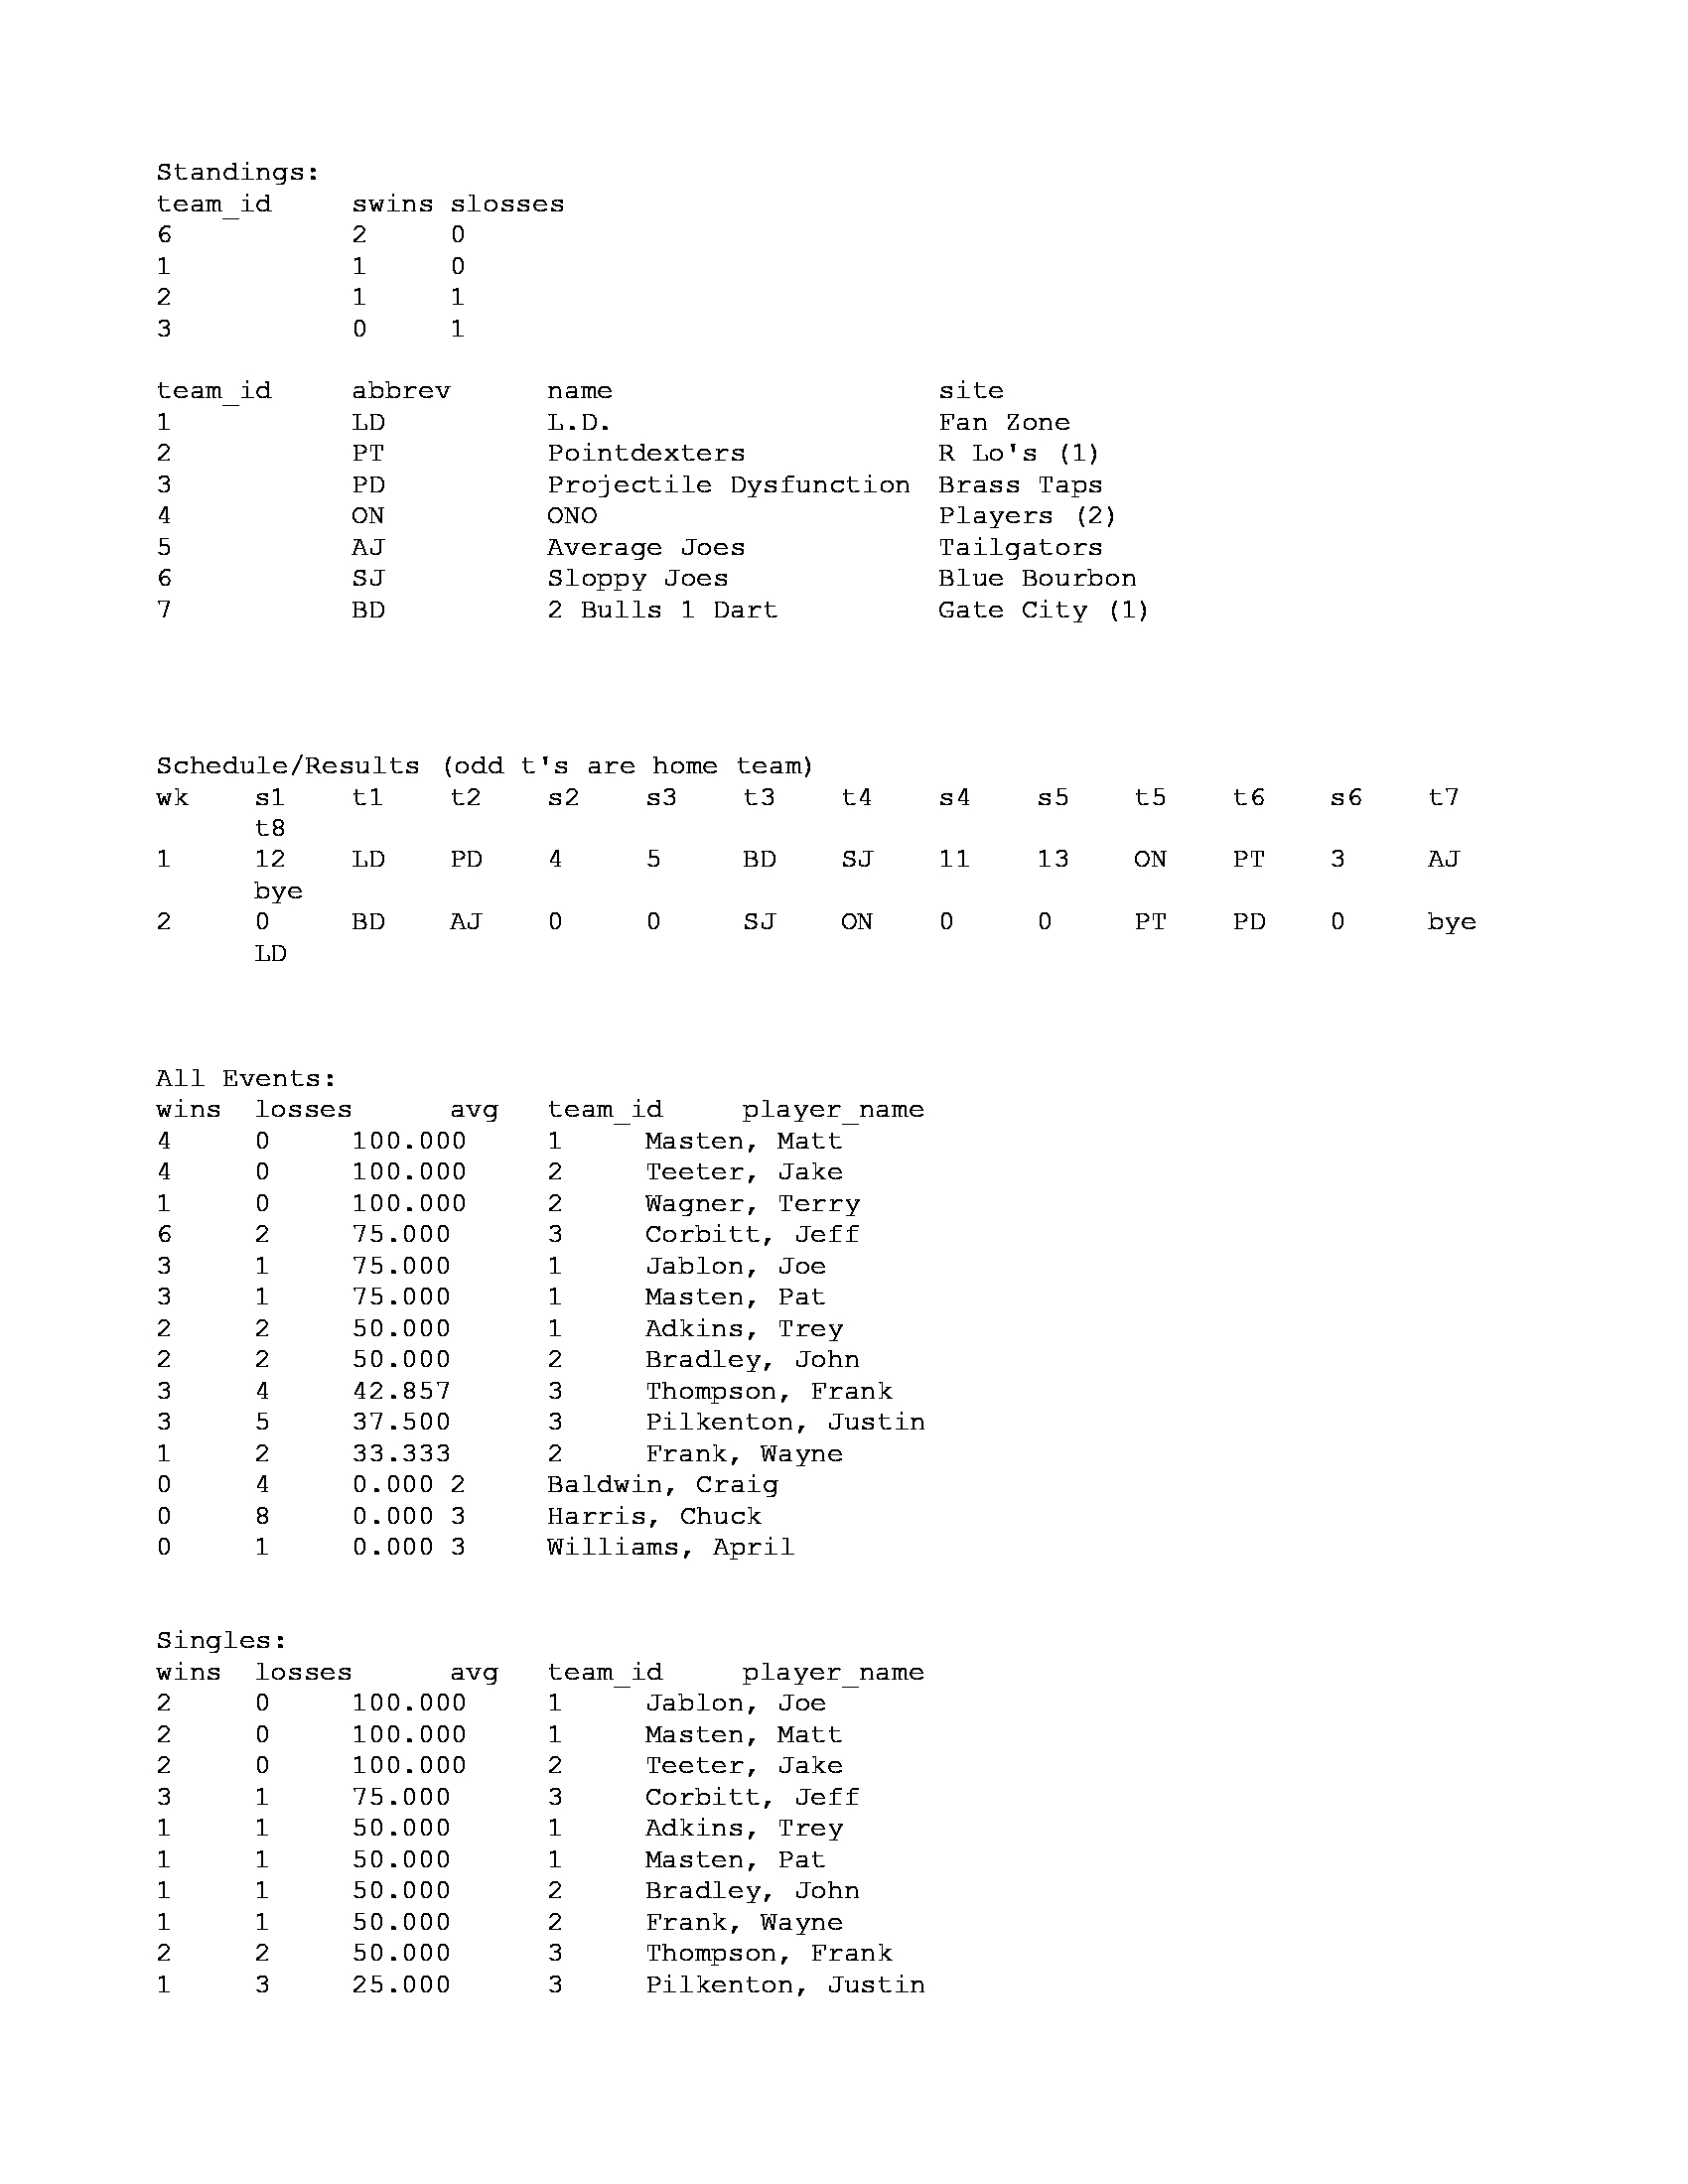 Standings:
team_id swins slosses
6 2 0
1 1 0
2 1 1
3 0 1
team_id abbrev name site
1 LD L.D. Fan Zone
2 PT Pointdexters R Lo's (1)
3 PD Projectile Dysfunction Brass Taps
4 ON ONO Players (2)
5 AJ Average Joes Tailgators
6 SJ Sloppy Joes Blue Bourbon
7 BD 2 Bulls 1 Dart Gate City (1)
Schedule/Results (odd t's are home team)
wk s1 t1 t2 s2 s3 t3 t4 s4 s5 t5 t6 s6 t7
t8
1 12 LD PD 4 5 BD SJ 11 13 ON PT 3 AJ
bye
2 0 BD AJ 0 0 SJ ON 0 0 PT PD 0 bye
LD
All Events:
wins losses avg team_id player_name
4 0 100.000 1 Masten, Matt
4 0 100.000 2 Teeter, Jake
1 0 100.000 2 Wagner, Terry
6 2 75.000 3 Corbitt, Jeff
3 1 75.000 1 Jablon, Joe
3 1 75.000 1 Masten, Pat
2 2 50.000 1 Adkins, Trey
2 2 50.000 2 Bradley, John
3 4 42.857 3 Thompson, Frank
3 5 37.500 3 Pilkenton, Justin
1 2 33.333 2 Frank, Wayne
0 4 0.000 2 Baldwin, Craig
0 8 0.000 3 Harris, Chuck
0 1 0.000 3 Williams, April
Singles:
wins losses avg team_id player_name
2 0 100.000 1 Jablon, Joe
2 0 100.000 1 Masten, Matt
2 0 100.000 2 Teeter, Jake
3 1 75.000 3 Corbitt, Jeff
1 1 50.000 1 Adkins, Trey
1 1 50.000 1 Masten, Pat
1 1 50.000 2 Bradley, John
1 1 50.000 2 Frank, Wayne
2 2 50.000 3 Thompson, Frank
1 3 25.000 3 Pilkenton, Justin